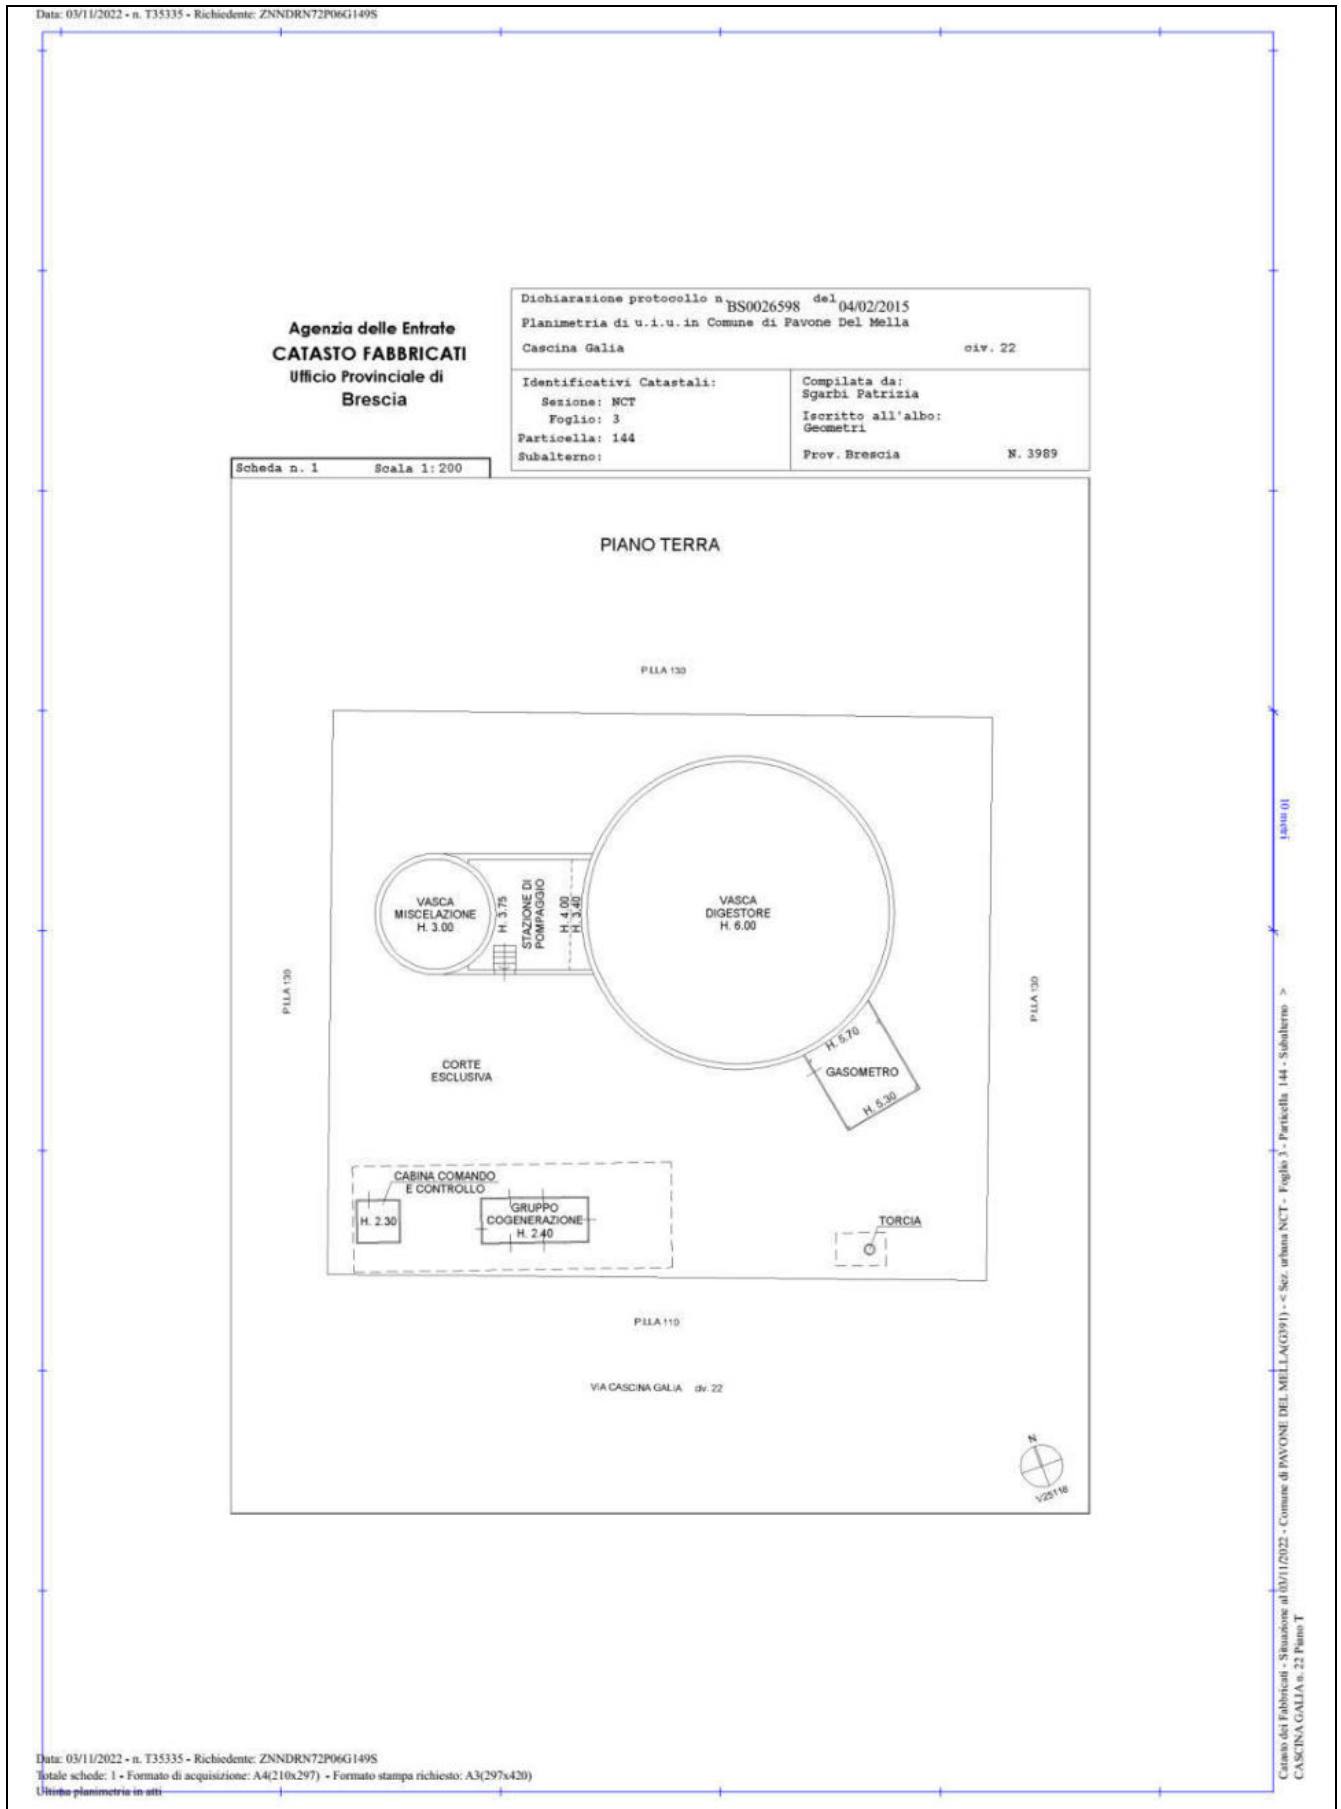 Data: 03/11/2022 - n. T35335 - Richiedente: ZNNDRN72P06G149S
Agenzia delle Entrate
CATASTO FABBRICATI
Ufficio Provinciale di
Brescia
Dichiarazione protocollo n. BS0026598 del 04/02/2015
Planimetria di u.i.u. in Comune di Pavone Del Mella
Cascina Galia civ. 22
Identificativi Catastali:
Sezione: NCT
Foglio: 3
Particella: 144
Subalterno:
Compilata da:
Sgarbi Patrizia
Iscritto all'albo:
Geometri
Prov. Brescia N. 3989
Scheda n. 1 Scala 1:200
PIANO TERRA
P.LLA 130
VASCA
MISCELAZIONE
H. 3.00
H. 3.75
STAZIONE DI
POMPAGGIO
H. 4.00
H. 3.40
VASCA
DIGESTORE
H. 6.00
P.LLA 130
P.LLA 130
CORTE
ESCLUSIVA
H. 5.70
GASOMETRO
H. 5.30
CABINA COMANDO
E CONTROLLO
H. 2.30
GRUPPO
COGENERAZIONE
H. 2.40
TORCIA
P.LLA 110
VIA CASCINA GALIA civ. 22
N
V25116
10 metri
Catasto dei Fabbricati - Situazione al 03/11/2022 - Comune di PAVONE DEL MELLA(G391) - < Sez. urbana NCT - Foglio 3 - Particella 144 - Subalterno >
CASCINA GALIA n. 22 Piano T
Data: 03/11/2022 - n. T35335 - Richiedente: ZNNDRN72P06G149S
Totale schede: 1 - Formato di acquisizione: A4(210x297) - Formato stampa richiesto: A3(297x420)
Ultima planimetria in atti